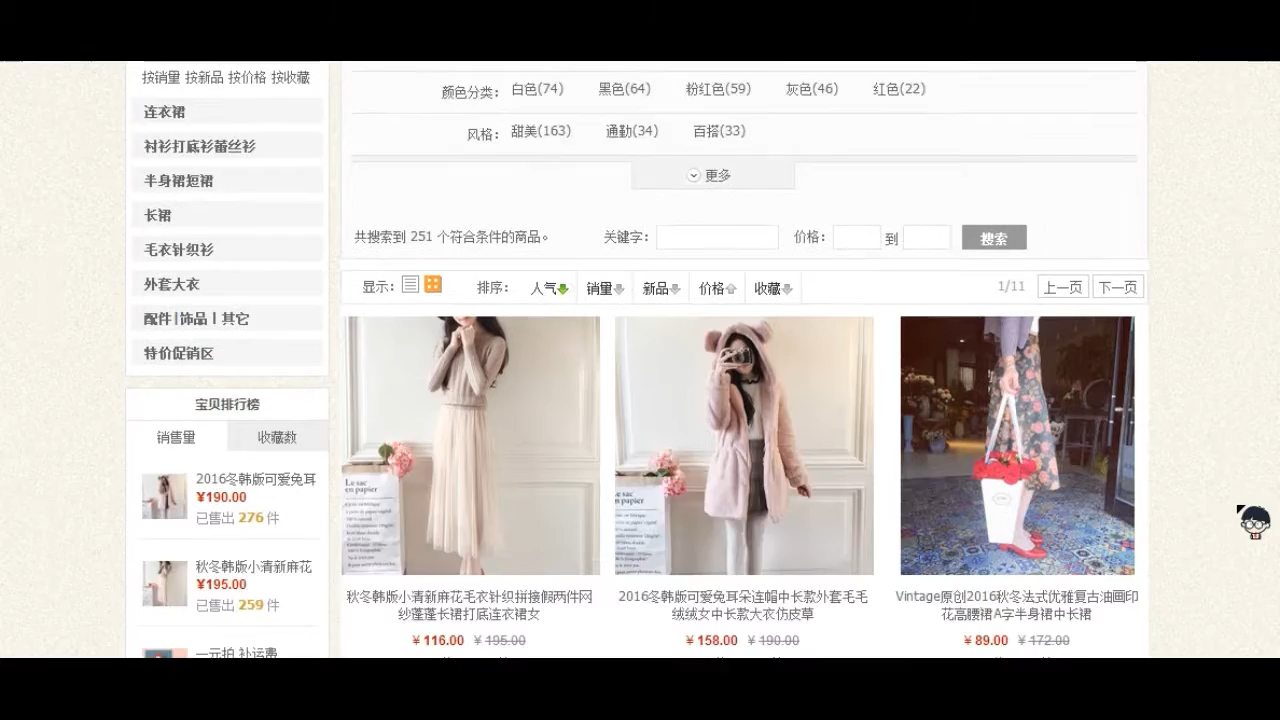 按销量 按新品 按价格 按收藏
连衣裙
衬衫打底衫蕾丝衫
半身裙短裙
长裙
毛衣针织衫
外套大衣
配件|饰品丨其它
特价促销区
宝贝排行榜
销售量 收藏数
2016冬韩版可爱兔耳
¥190.00
已售出 276 件
秋冬韩版小清新麻花
¥195.00
已售出 259 件
一元拍 补运费
颜色分类: 白色(74) 黑色(64) 粉红色(59) 灰色(46) 红色(22)
风格: 甜美(163) 通勤(34) 百搭(33)
更多
共搜索到 251 个符合条件的商品。 关键字: 价格: 到 搜索
显示: 排序: 人气 销量 新品 价格 收藏 1/11 上一页 下一页
Le sac
en papier
Le sac
en papier
秋冬韩版小清新麻花毛衣针织拼接假两件网
纱蓬蓬长裙打底连衣裙女
¥ 116.00 ¥ 195.00
2016冬韩版可爱兔耳朵连帽中长款外套毛毛
绒绒女中长款大衣仿皮草
¥ 158.00 ¥ 190.00
Vintage原创2016秋冬法式优雅复古油画印
花高腰裙A字半身裙中长裙
¥ 89.00 ¥ 172.00